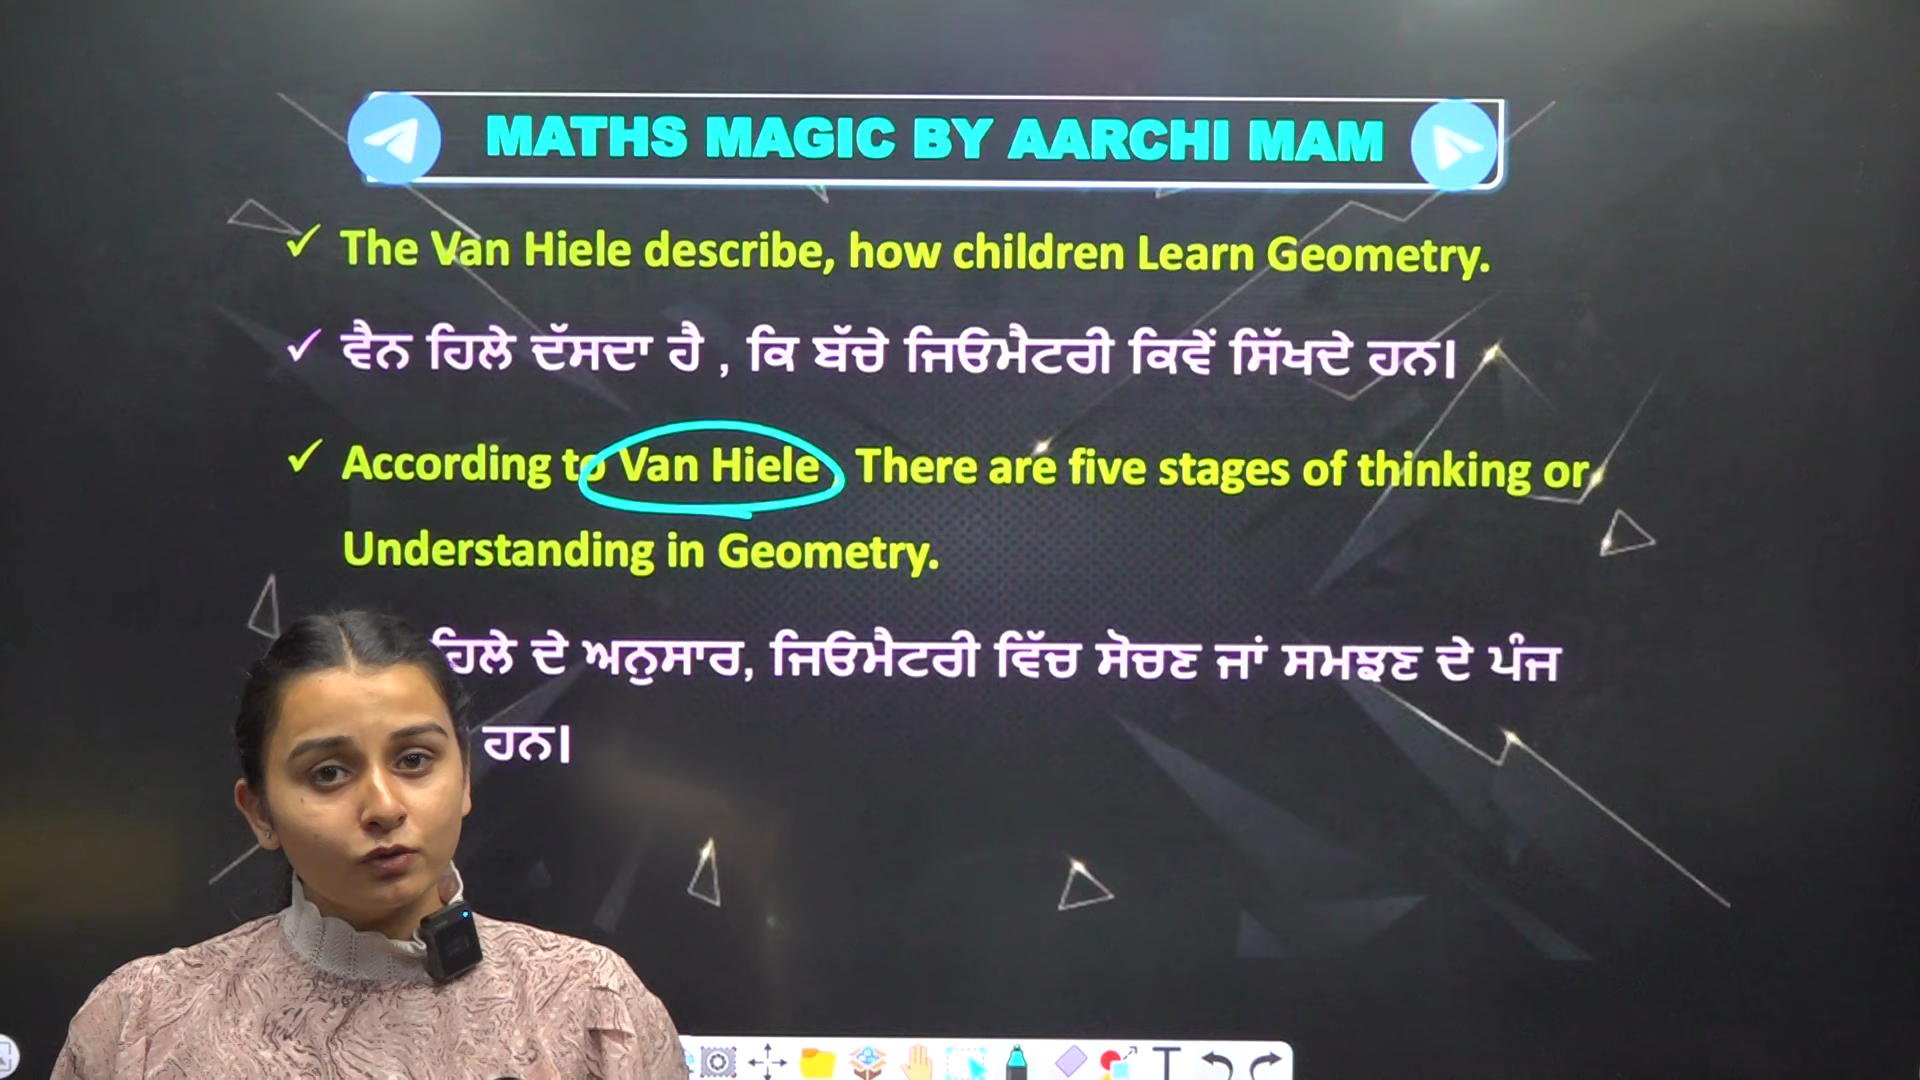 MATHS MAGIC BY AARCHI MAM
✓ The Van Hiele describe, how children Learn Geometry.
✓ ਵੈਨ ਹਿਲੇ ਦੱਸਦਾ ਹੈ , ਕਿ ਬੱਚੇ ਜਿਓਮੈਟਰੀ ਕਿਵੇਂ ਸਿੱਖਦੇ ਹਨ।
✓ According to Van Hiele , There are five stages of thinking or
Understanding in Geometry.
ਹਿਲੇ ਦੇ ਅਨੁਸਾਰ, ਜਿਓਮੈਟਰੀ ਵਿੱਚ ਸੋਚਣ ਜਾਂ ਸਮਝਣ ਦੇ ਪੰਜ
ਹਨ।
T